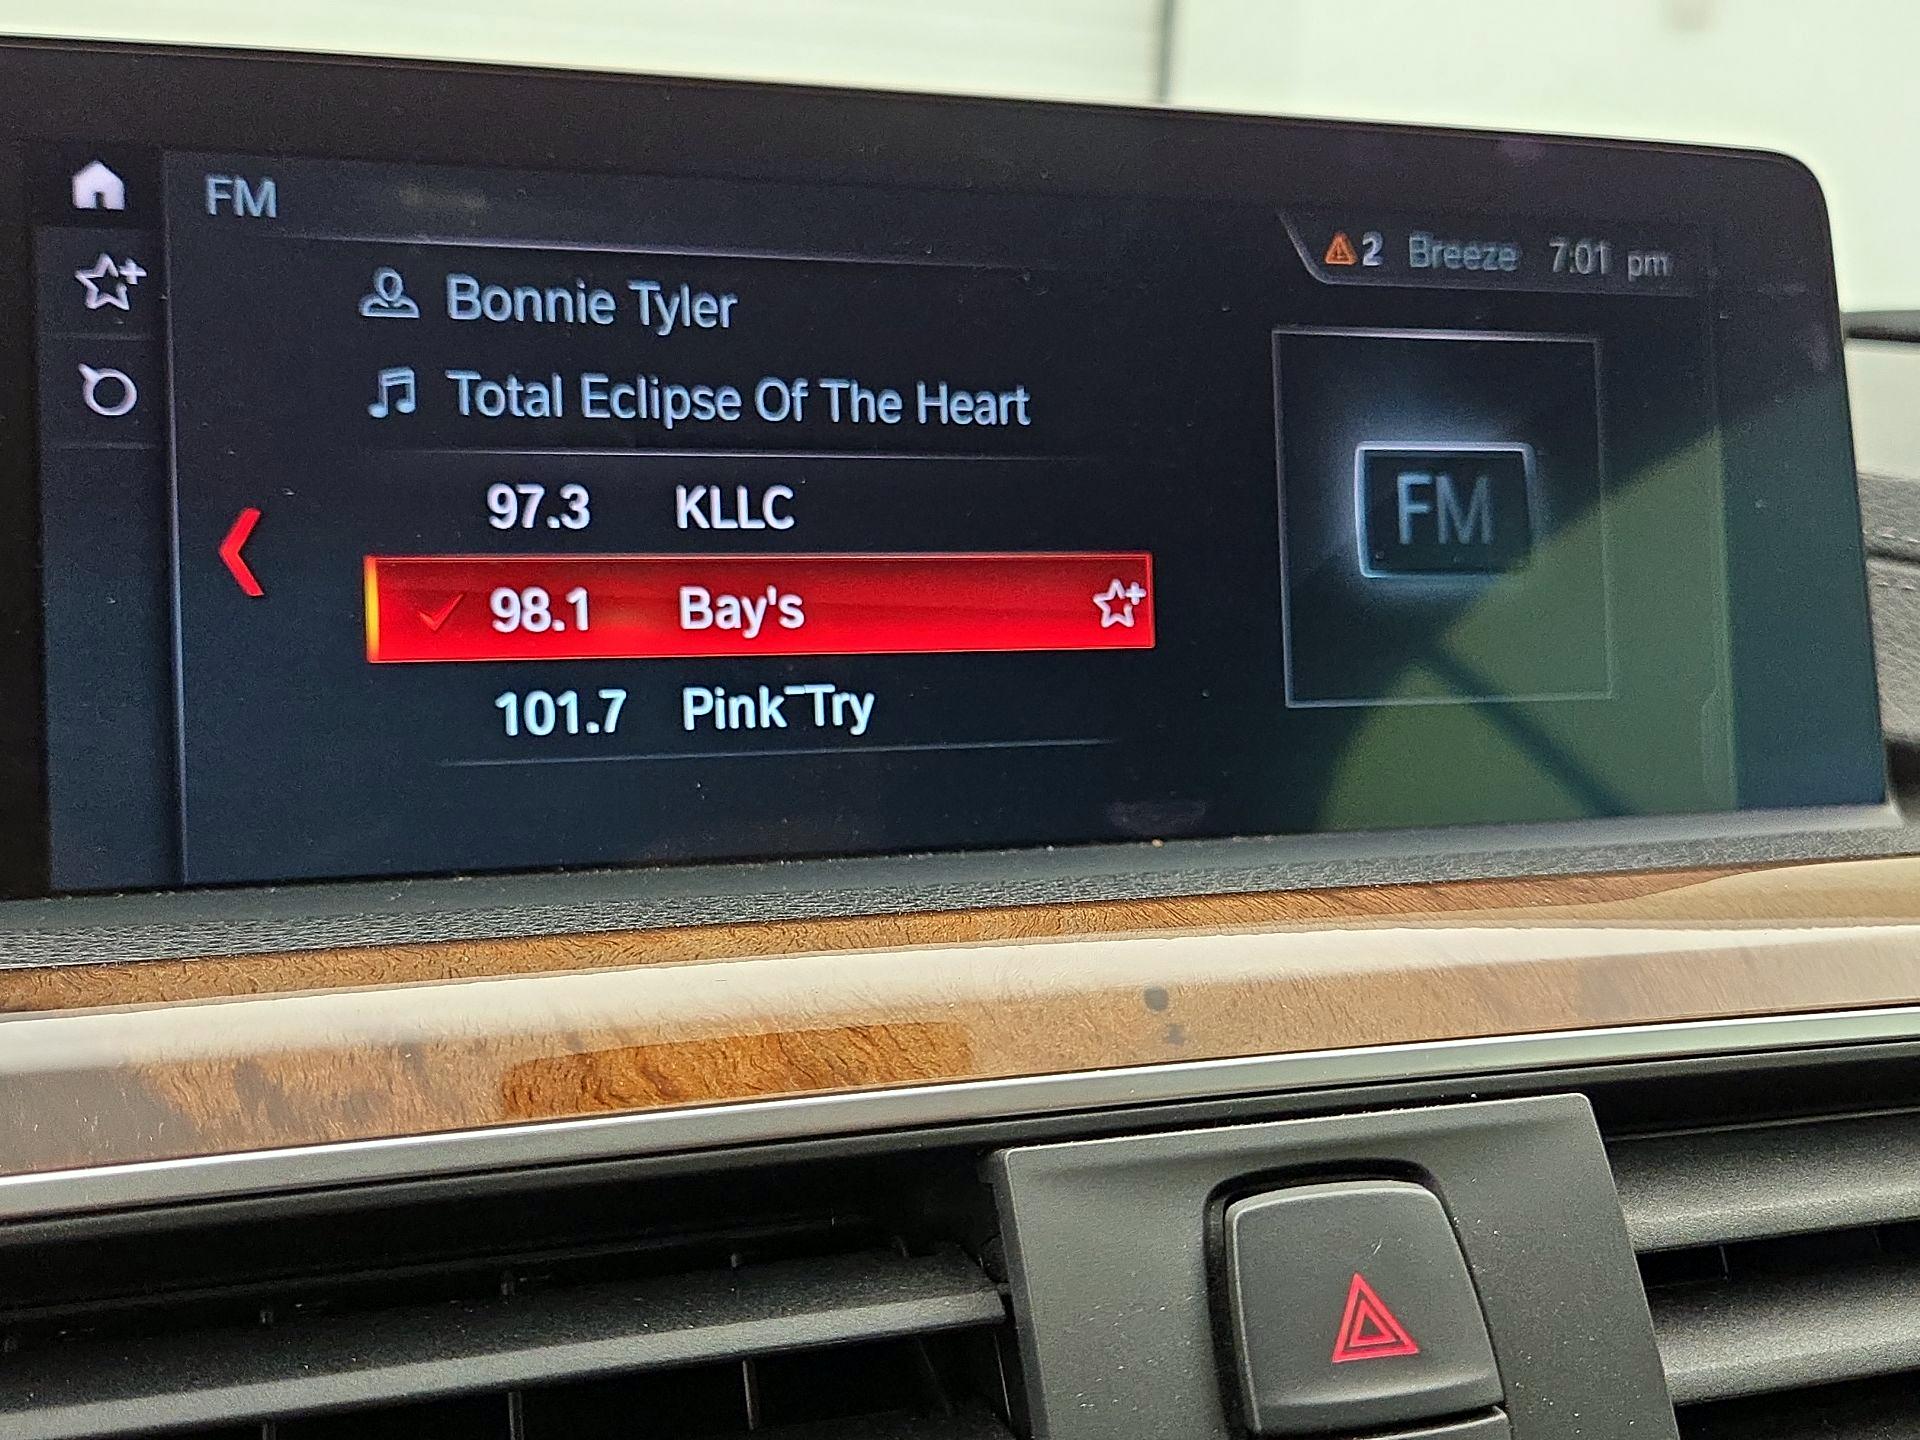 FM
2 Breeze 7:01 pm
Bonnie Tyler
Total Eclipse Of The Heart
97.3 KLLC
98.1 Bay's
101.7 Pink¯Try
FM